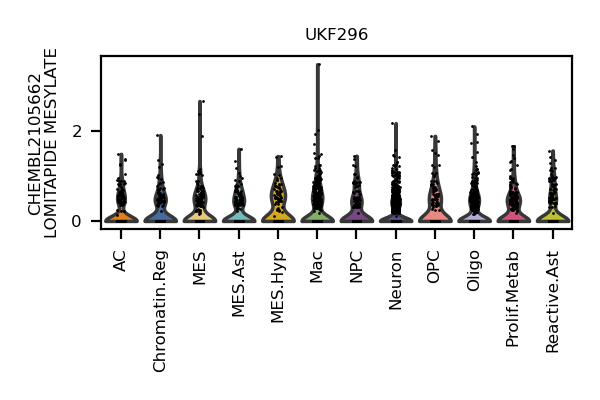 UKF296
CHEMBL2105662
LOMITAPIDE MESYLATE
2
0
AC
Chromatin.Reg
MES
MES.Ast
MES.Hyp
Mac
NPC
Neuron
OPC
Oligo
Prolif.Metab
Reactive.Ast